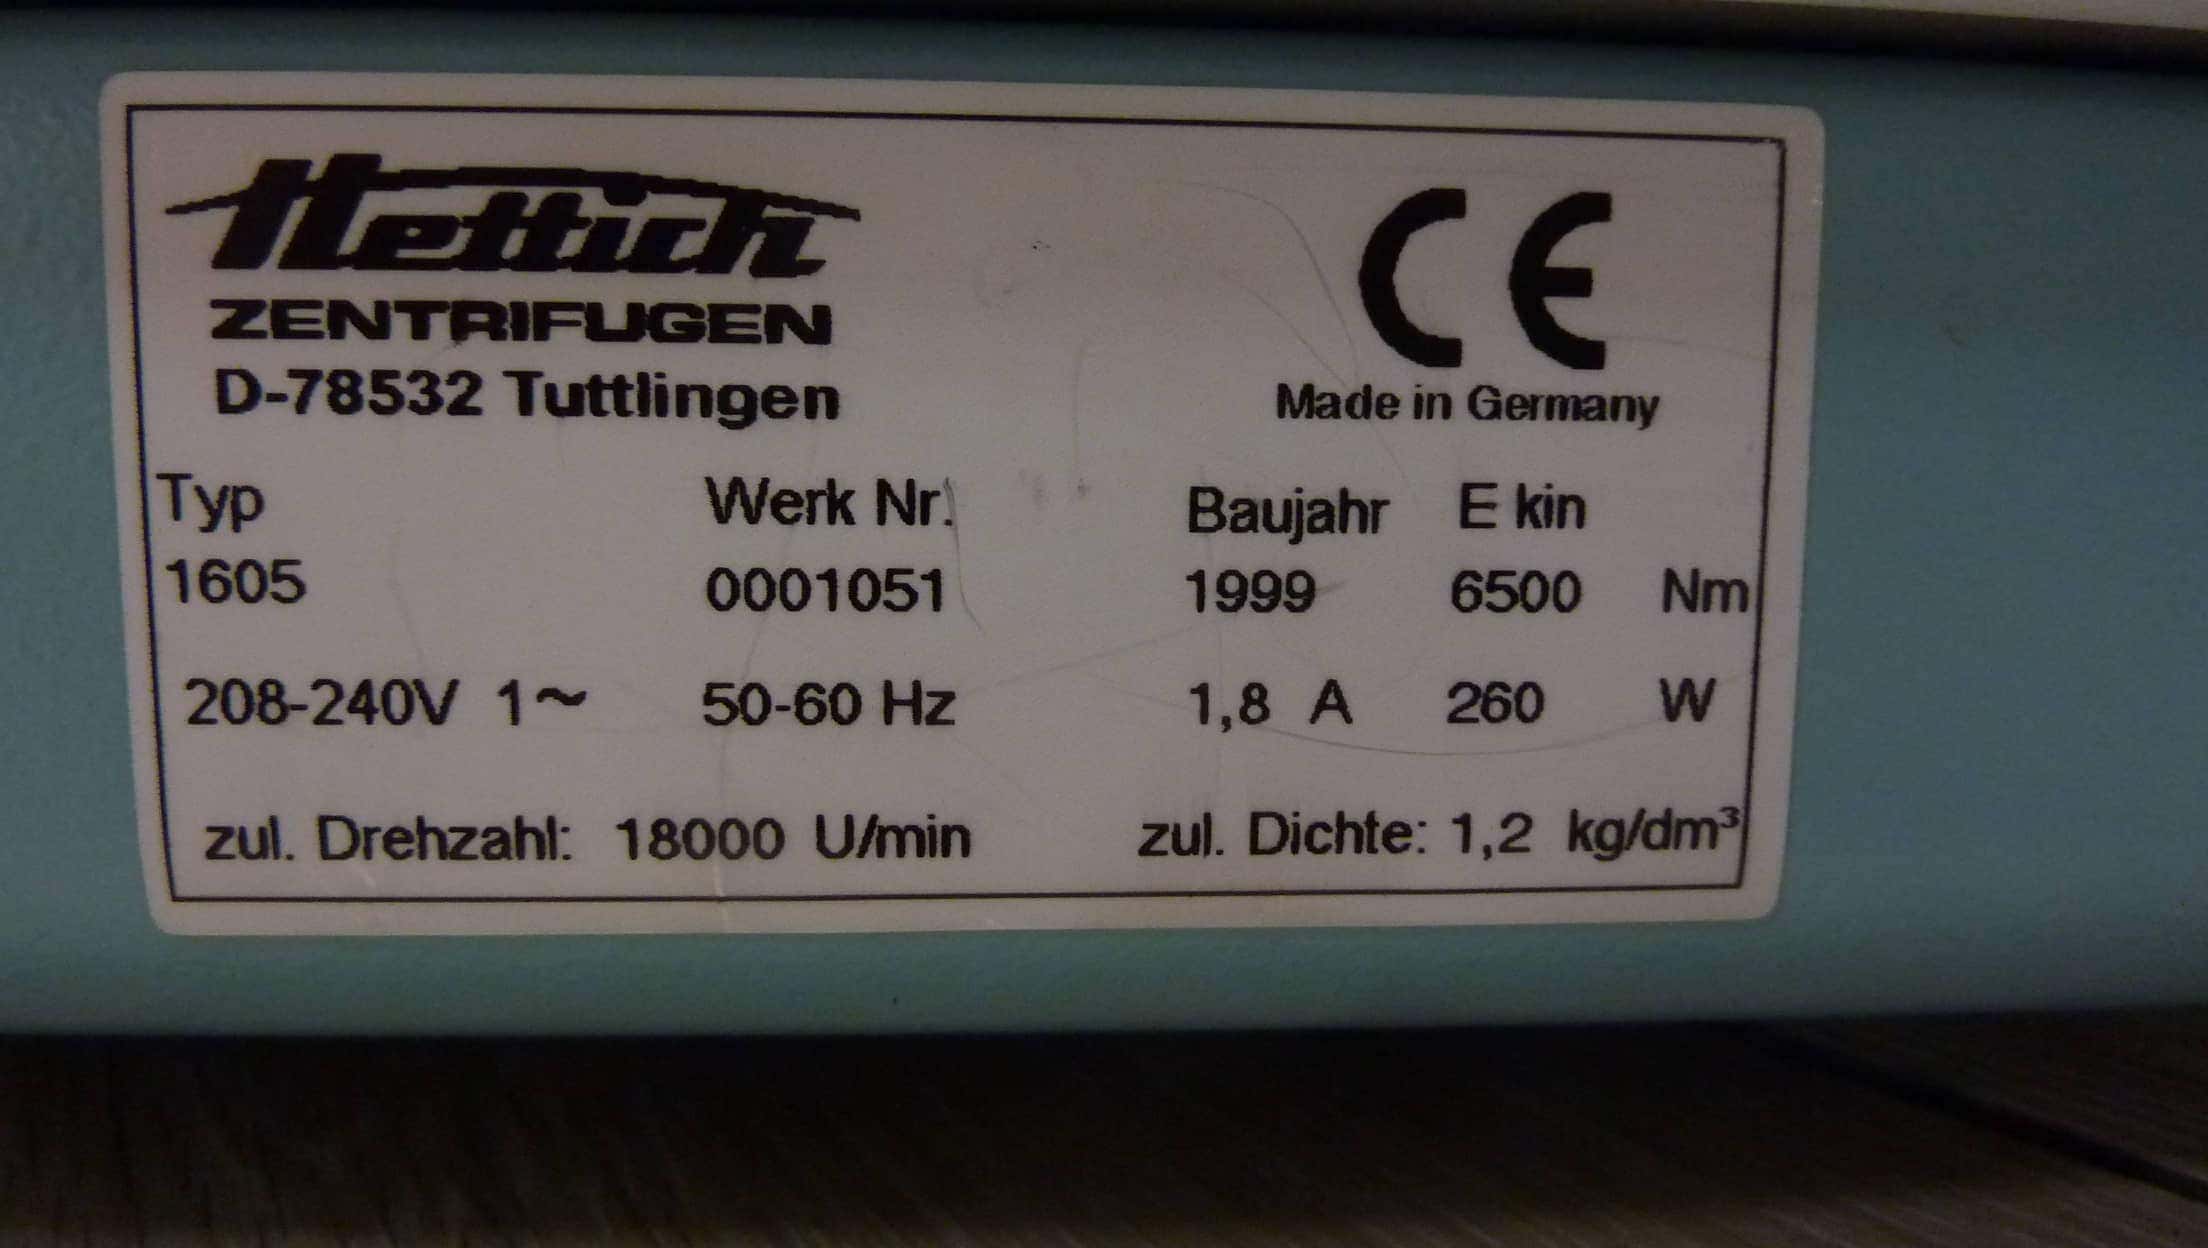 Hettich
ZENTRIFUGEN
D-78532 Tuttlingen
CE
Made in Germany
Typ Werk Nr. Baujahr E kin
1605 0001051 1999 6500 Nm
208-240V 1~ 50-60 Hz 1,8 A 260 W
zul. Drehzahl: 18000 U/min zul. Dichte: 1,2 kg/dm³